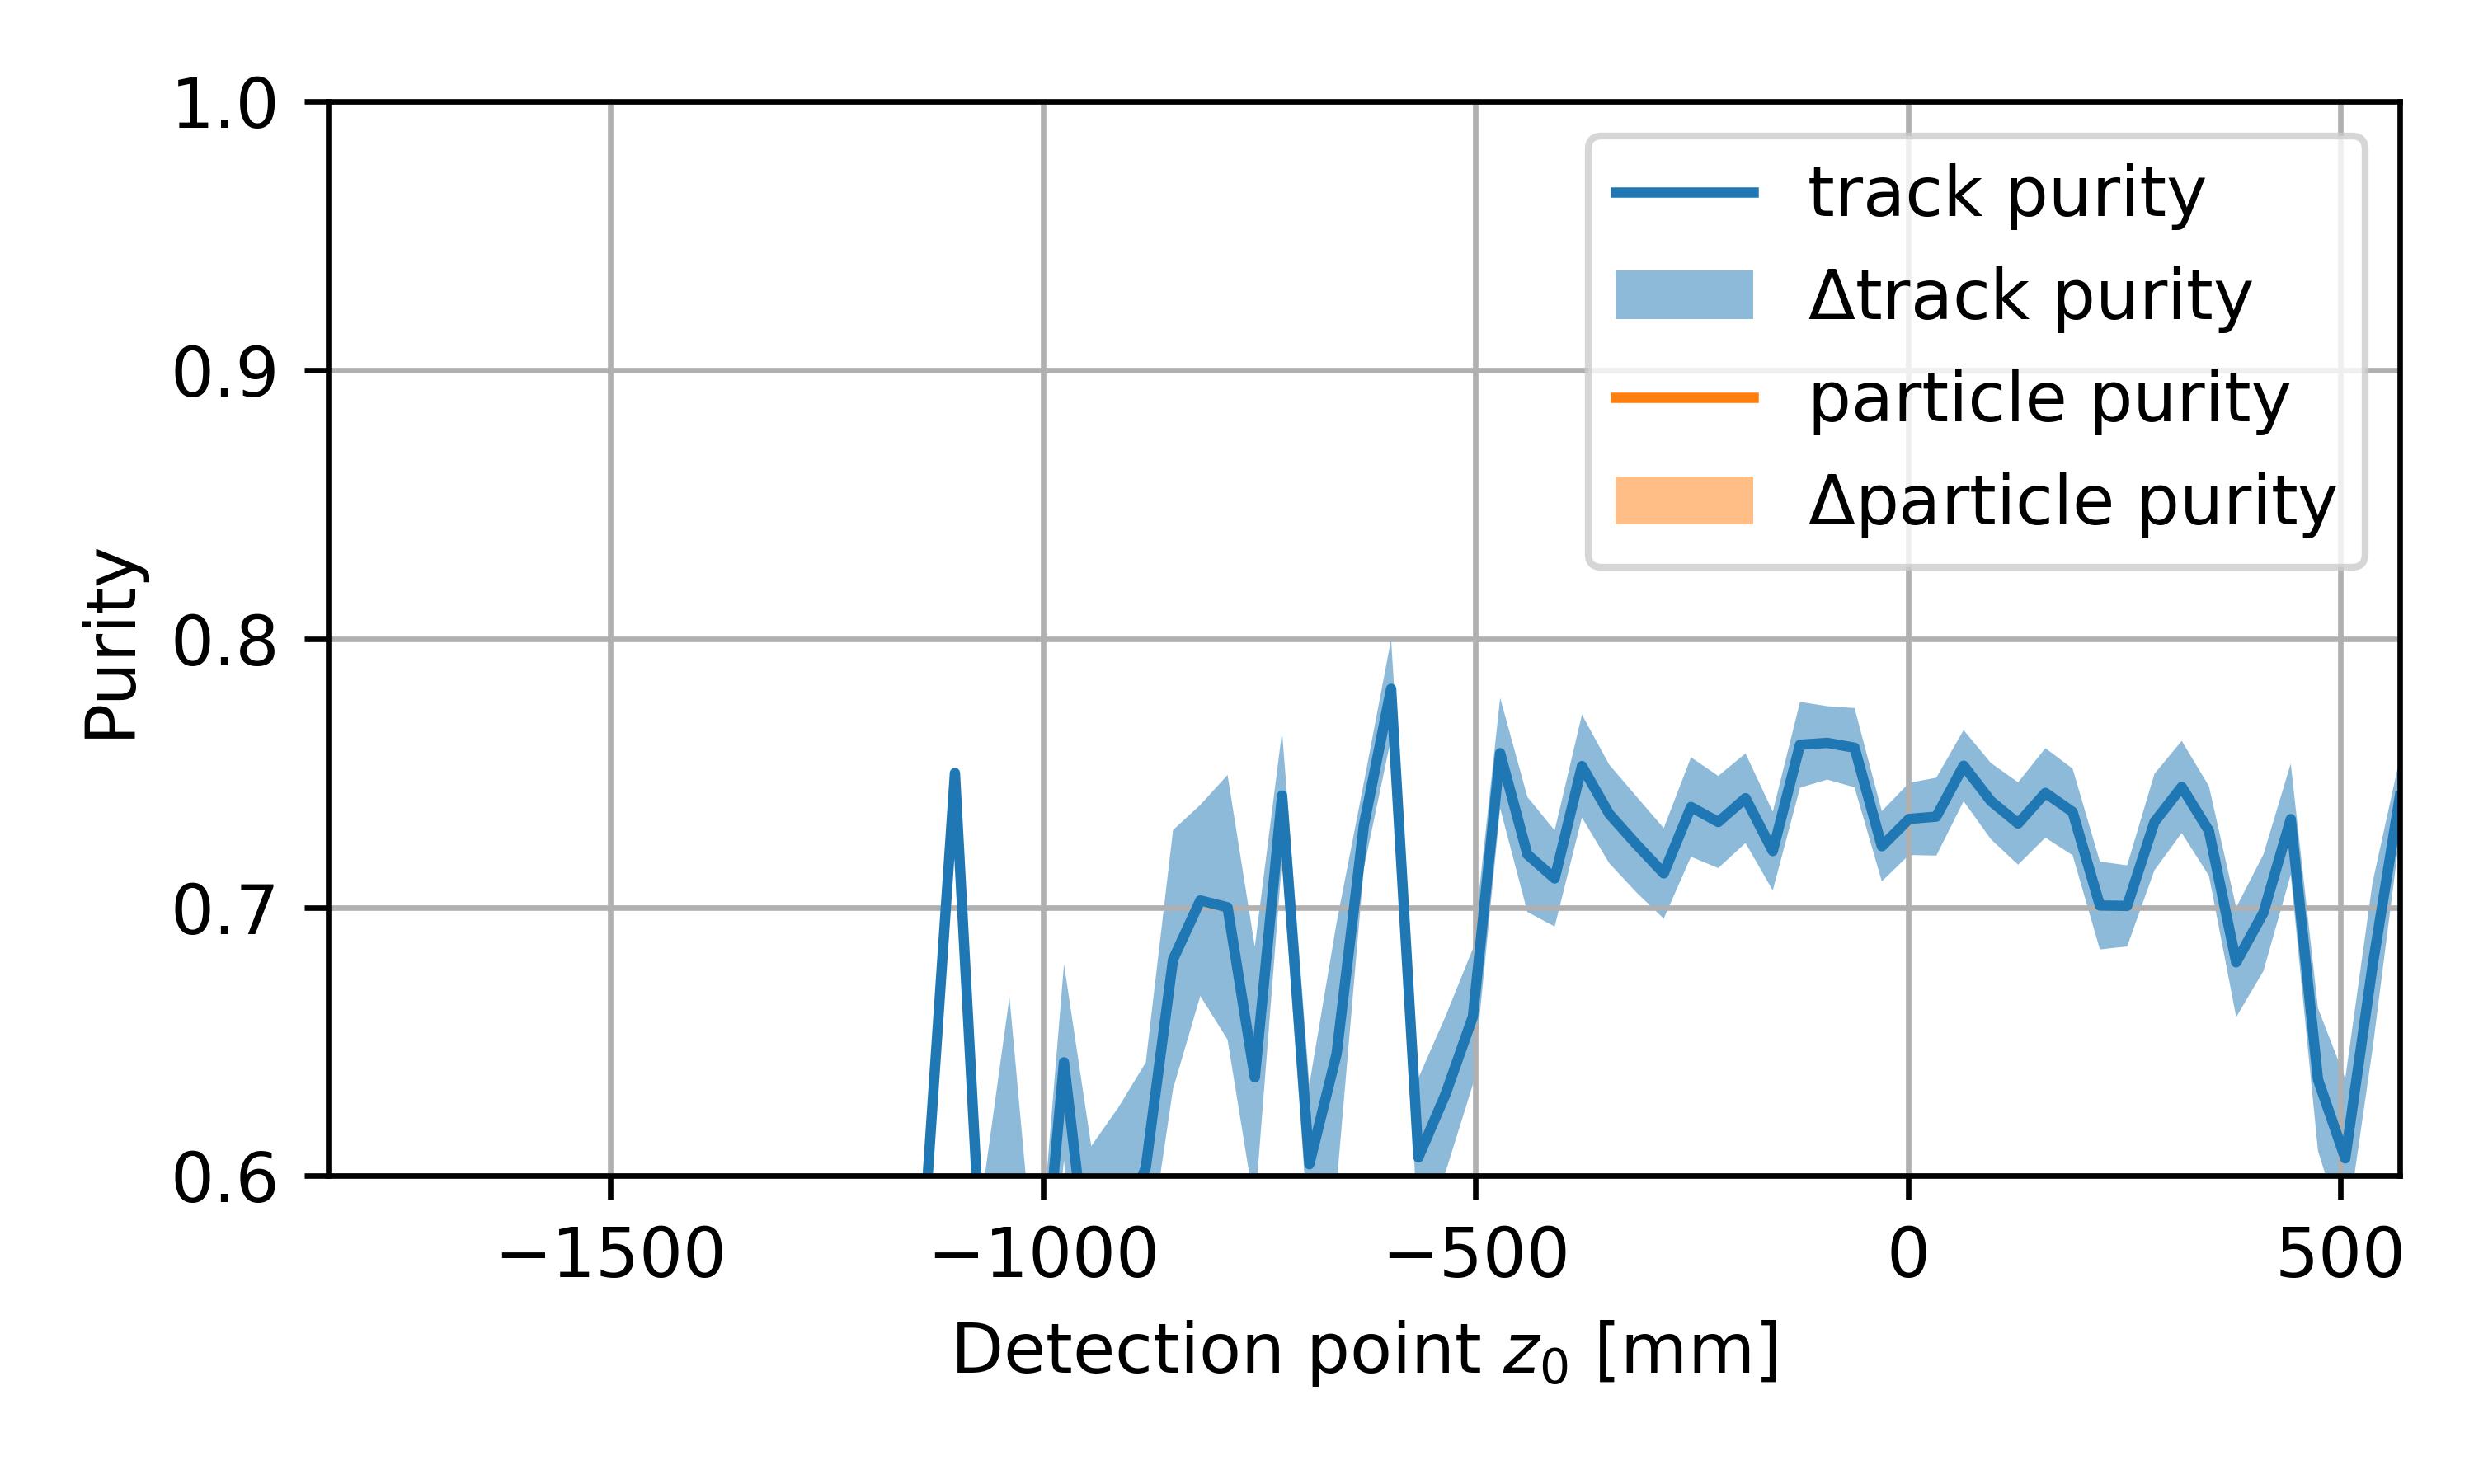 1.0
0.9
0.8
0.7
0.6
Purity
track purity
Δtrack purity
particle purity
Δparticle purity
−1500
−1000
−500
0
500
Detection point z₀ [mm]